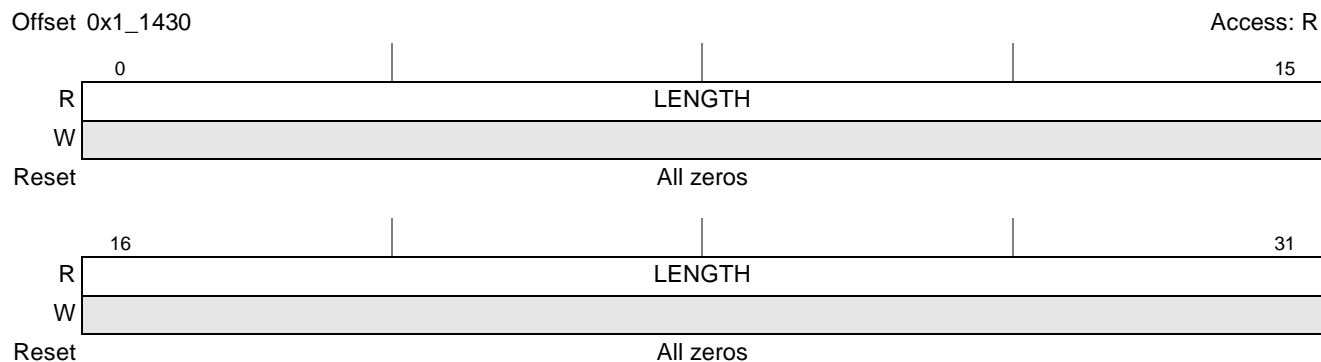 Offset 0x1_1430 Access: R
0 15
R LENGTH
W
Reset All zeros
16 31
R LENGTH
W
Reset All zeros